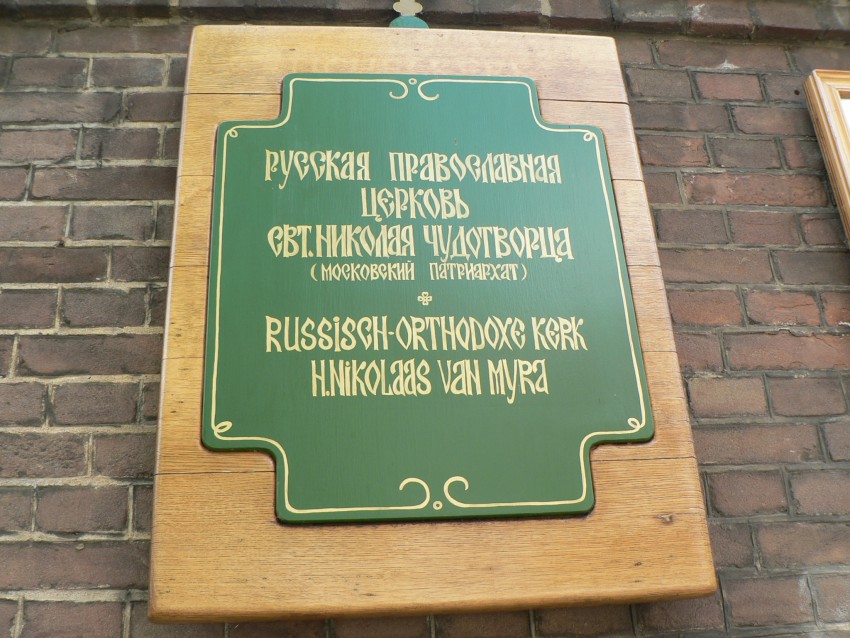 Русская Православная
Церковь
Свт. Николая Чудотворца
(Московский Патриархат)
Russisch-Orthodoxe Kerk
H. Nikolaas van Myra